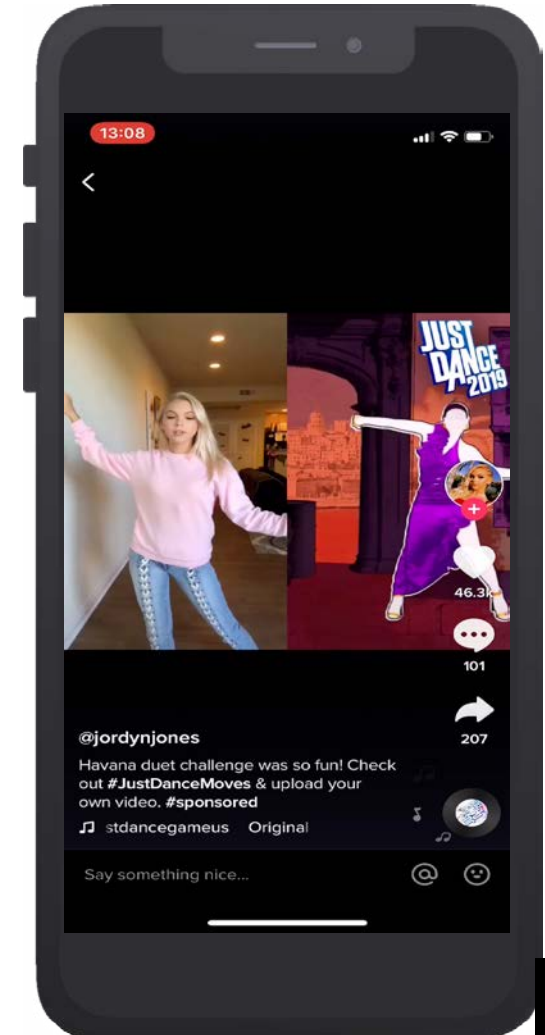 13:08
JUST
DANCE
2019
46.3k
101
207
@jordynjones
Havana duet challenge was so fun! Check
out #JustDanceMoves & upload your
own video. #sponsored
stdancegameus Original
Say something nice...